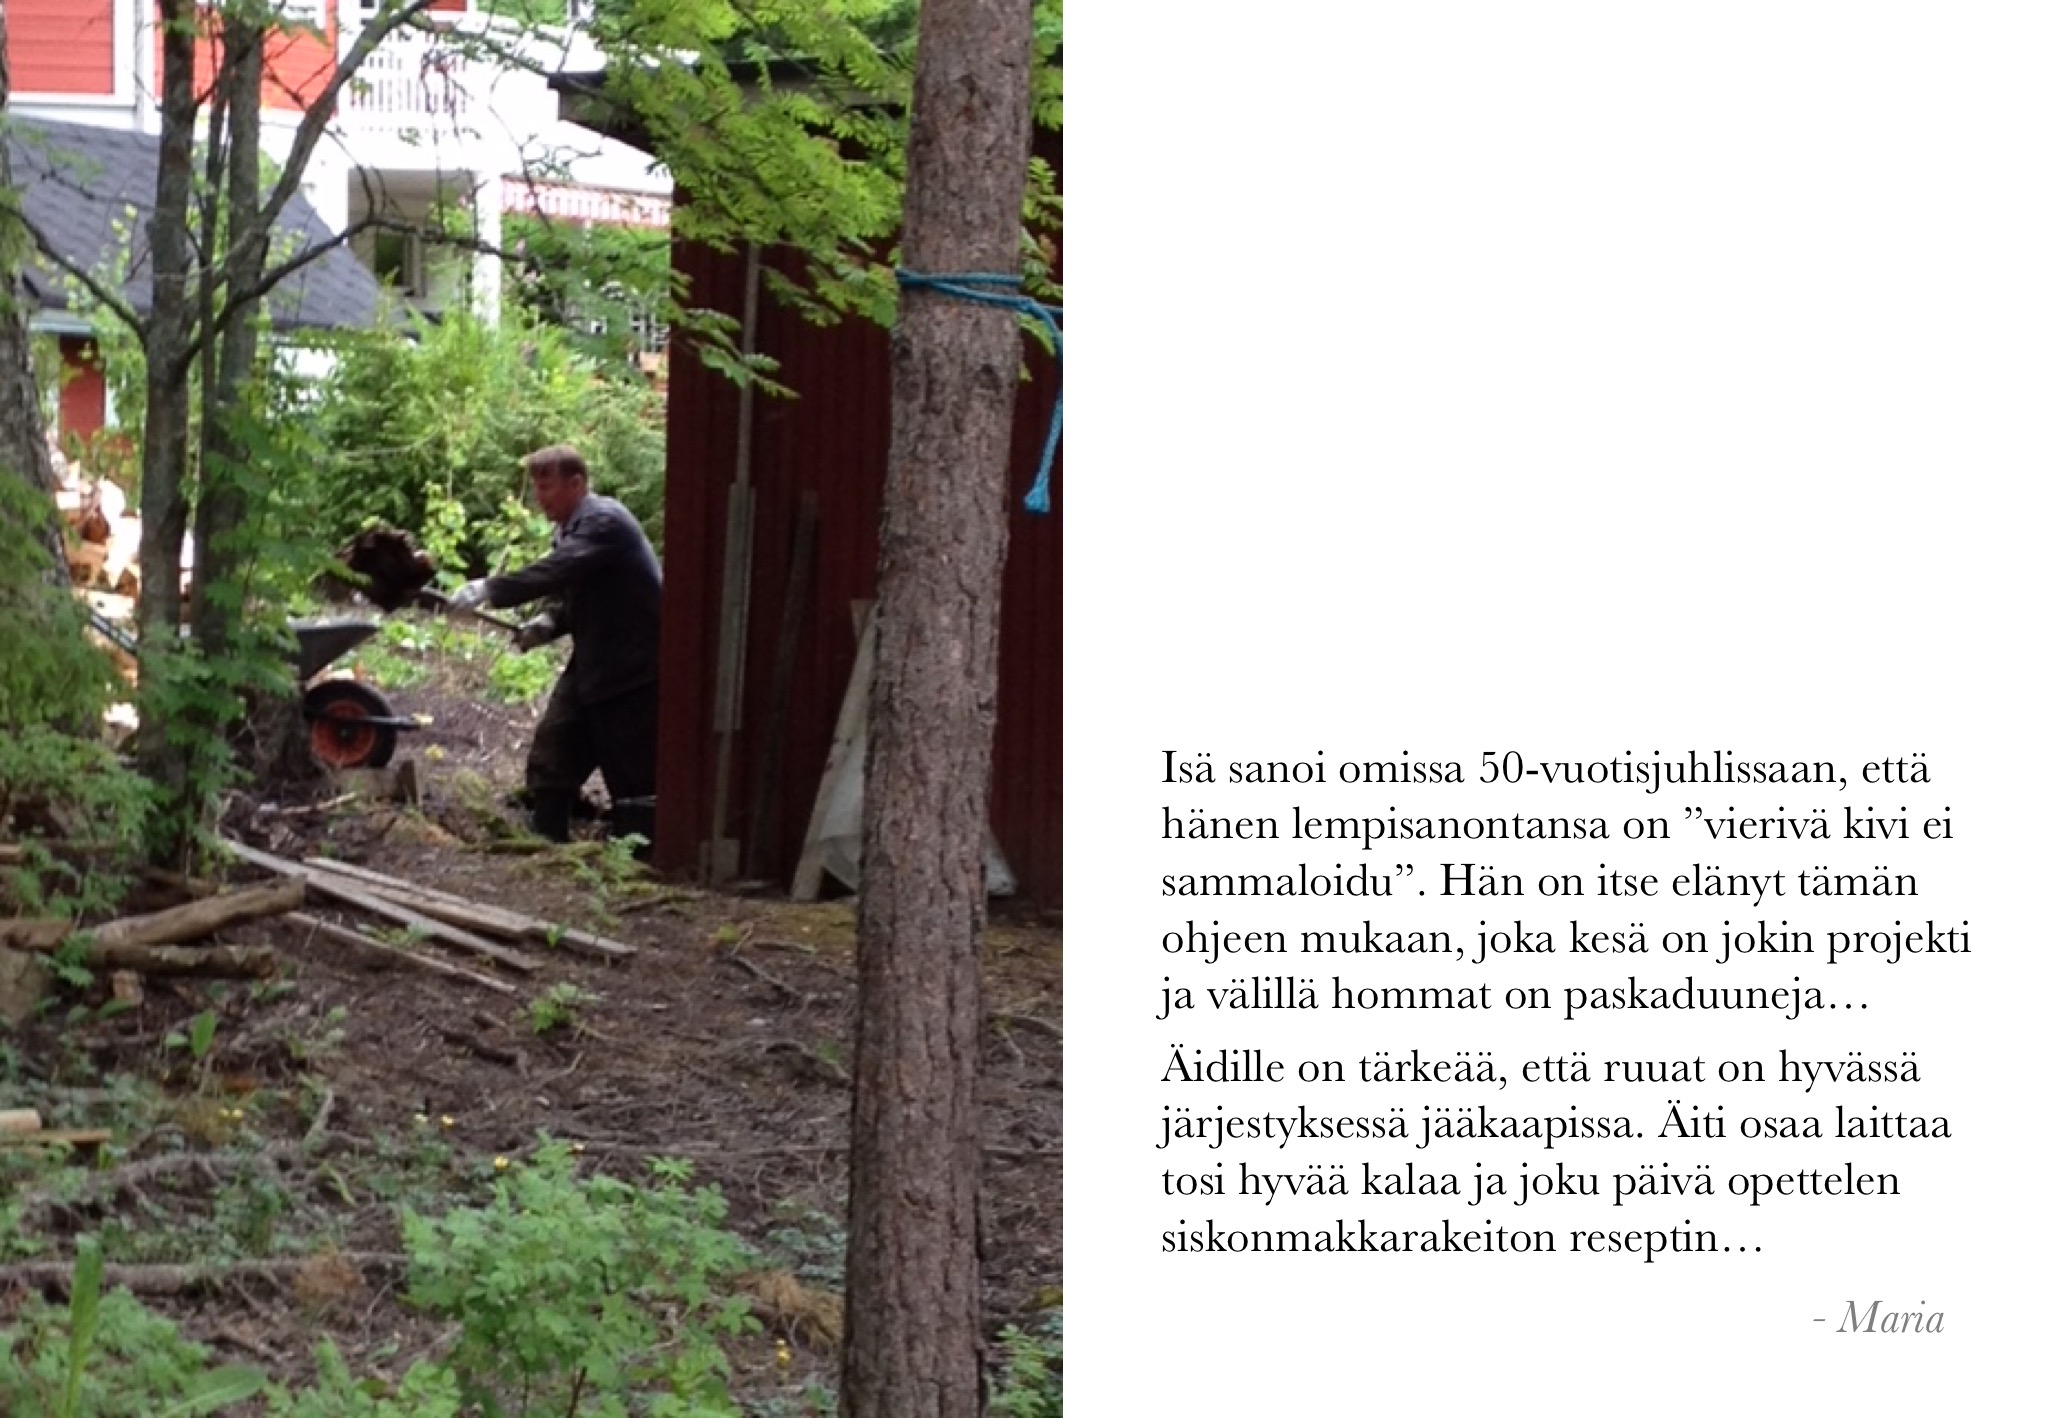 Isä sanoi omissa 50-vuotisjuhlissaan, että
hänen lempisanontansa on ”vierivä kivi ei
sammaloidu”. Hän on itse elänyt tämän
ohjeen mukaan, joka kesä on jokin projekti
ja välillä hommat on paskaduuneja…
Äidille on tärkeää, että ruuat on hyvässä
järjestyksessä jääkaapissa. Äiti osaa laittaa
tosi hyvää kalaa ja joku päivä opettelen
siskonmakkarakeiton reseptin…
- Maria